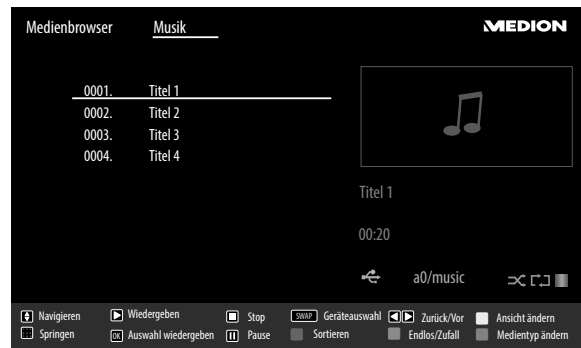 Medienbrowser Musik MEDION
0001. Titel 1
0002. Titel 2
0003. Titel 3
0004. Titel 4
Titel 1
00:20
a0/music
Navigieren Wiedergeben Stop SWAP Geräteauswahl Zurück/Vor Ansicht ändern
Springen OK Auswahl wiedergeben Pause Sortieren Endlos/Zufall Medientyp ändern